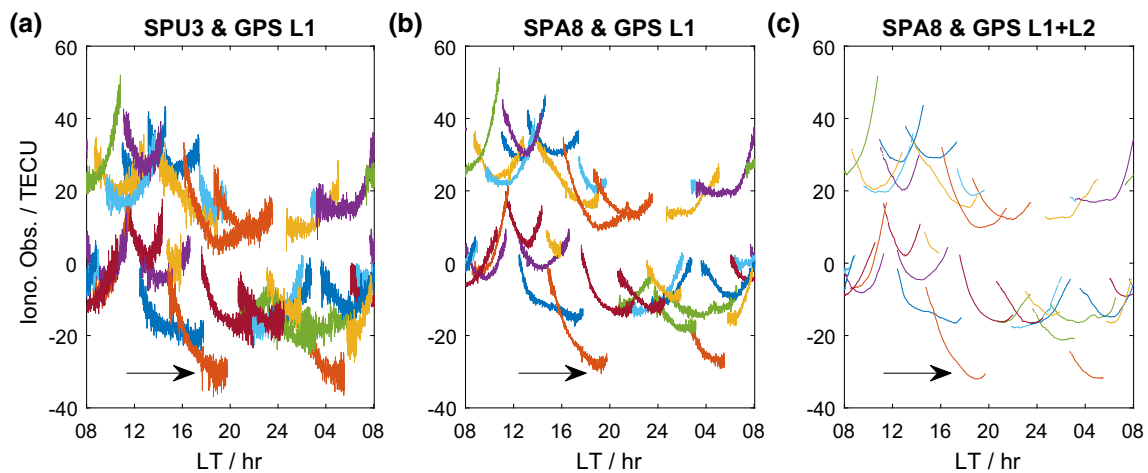 (a) SPU3 & GPS L1
(b) SPA8 & GPS L1
(c) SPA8 & GPS L1+L2
Iono. Obs. / TECU
60
40
20
0
-20
-40
08 12 16 20 24 04 08
LT / hr
60
40
20
0
-20
-40
08 12 16 20 24 04 08
LT / hr
60
40
20
0
-20
-40
08 12 16 20 24 04 08
LT / hr